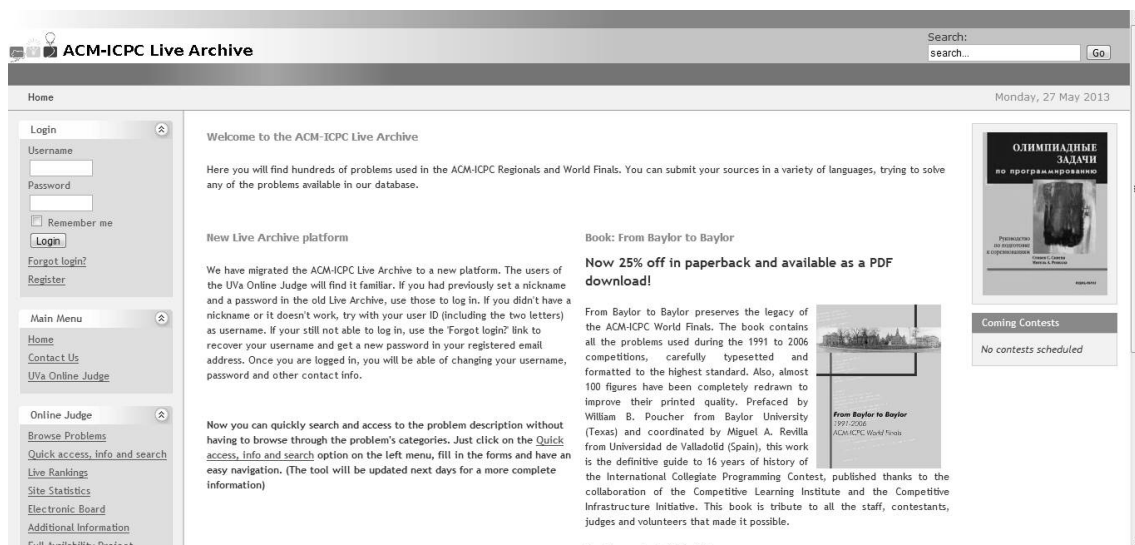 ACM-ICPC Live Archive
Search:
search...
Go
Home
Monday, 27 May 2013
Login
Username
Password
Remember me
Login
Forgot login?
Register
Main Menu
Home
Contact Us
UVa Online Judge
Online Judge
Browse Problems
Quick access, info and search
Live Rankings
Site Statistics
Electronic Board
Additional Information
Welcome to the ACM-ICPC Live Archive
Here you will find hundreds of problems used in the ACM-ICPC Regionals and World Finals. You can submit your sources in a variety of languages, trying to solve
any of the problems available in our database.
New Live Archive platform
We have migrated the ACM-ICPC Live Archive to a new platform. The users of
the UVa Online Judge will find it familiar. If you had previously set a nickname
and a password in the old Live Archive, use those to log in. If you didn't have a
nickname or it doesn't work, try with your user ID (including the two letters)
as username. If your still not able to log in, use the 'Forgot login?' link to
recover your username and get a new password in your registered email
address. Once you are logged in, you will be able of changing your username,
password and other contact info.
Now you can quickly search and access to the problem description without
having to browse through the problem's categories. Just click on the Quick
access, info and search option on the left menu, fill in the forms and have an
easy navigation. (The tool will be updated next days for a more complete
information)
Book: From Baylor to Baylor
Now 25% off in paperback and available as a PDF
download!
From Baylor to Baylor preserves the legacy of
the ACM-ICPC World Finals. The book contains
all the problems used during the 1991 to 2006
competitions, carefully typesetted and
formatted to the highest standard. Also, almost
100 figures have been completely redrawn to
improve their printed quality. Prefaced by
William B. Poucher from Baylor University
(Texas) and coordinated by Miguel A. Revilla
from Universidad de Valladolid (Spain), this work
is the definitive guide to 16 years of history of
the International Collegiate Programming Contest, published thanks to the
collaboration of the Competitive Learning Institute and the Competitive
Infrastructure Initiative. This book is tribute to all the staff, contestants,
judges and volunteers that made it possible.
From Baylor to Baylor
1991-2006
ACM-ICPC World Finals
ОЛИМПИАДНЫЕ
ЗАДАЧИ
по программированию
Руководство
по подготовке
к соревнованиям
Coming Contests
No contests scheduled